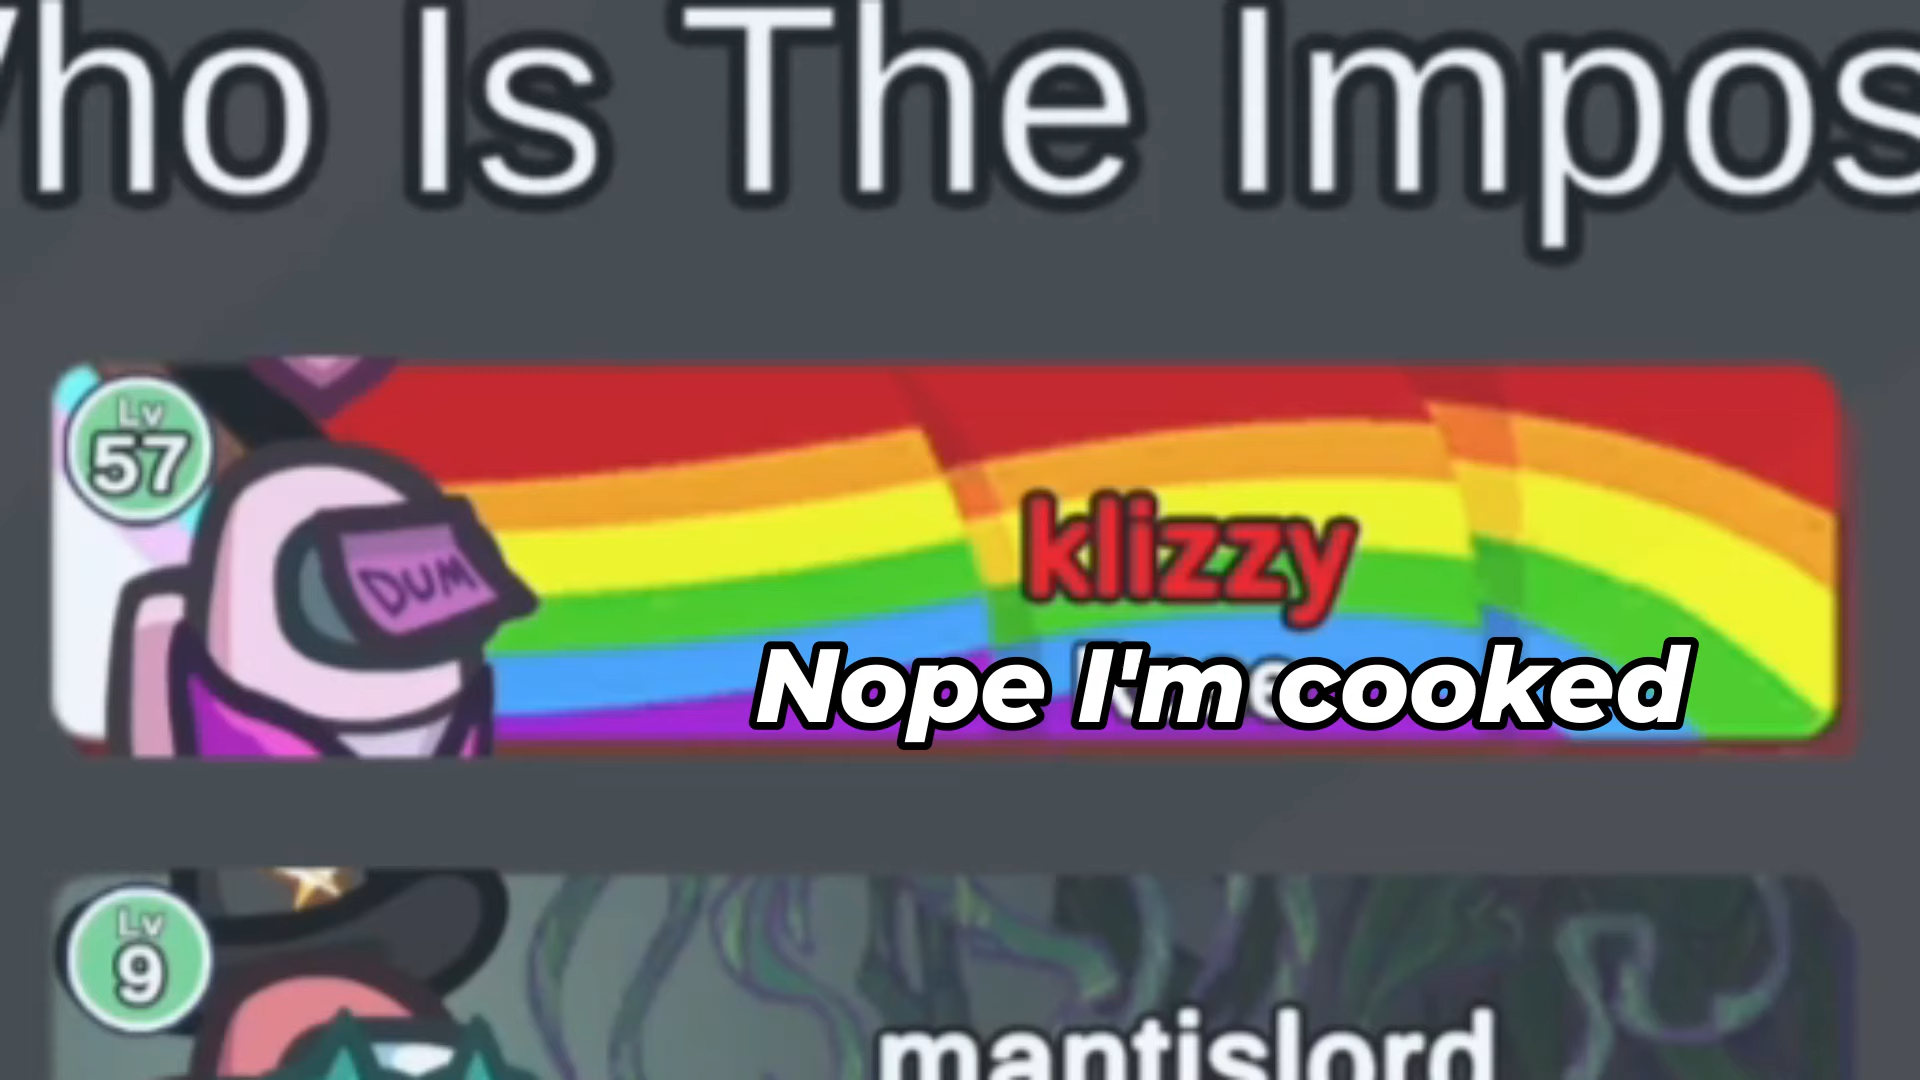 ho Is The Impos
Lv
57
DUM
klizzy
Nope I'm cooked
Lv
9
mantislord